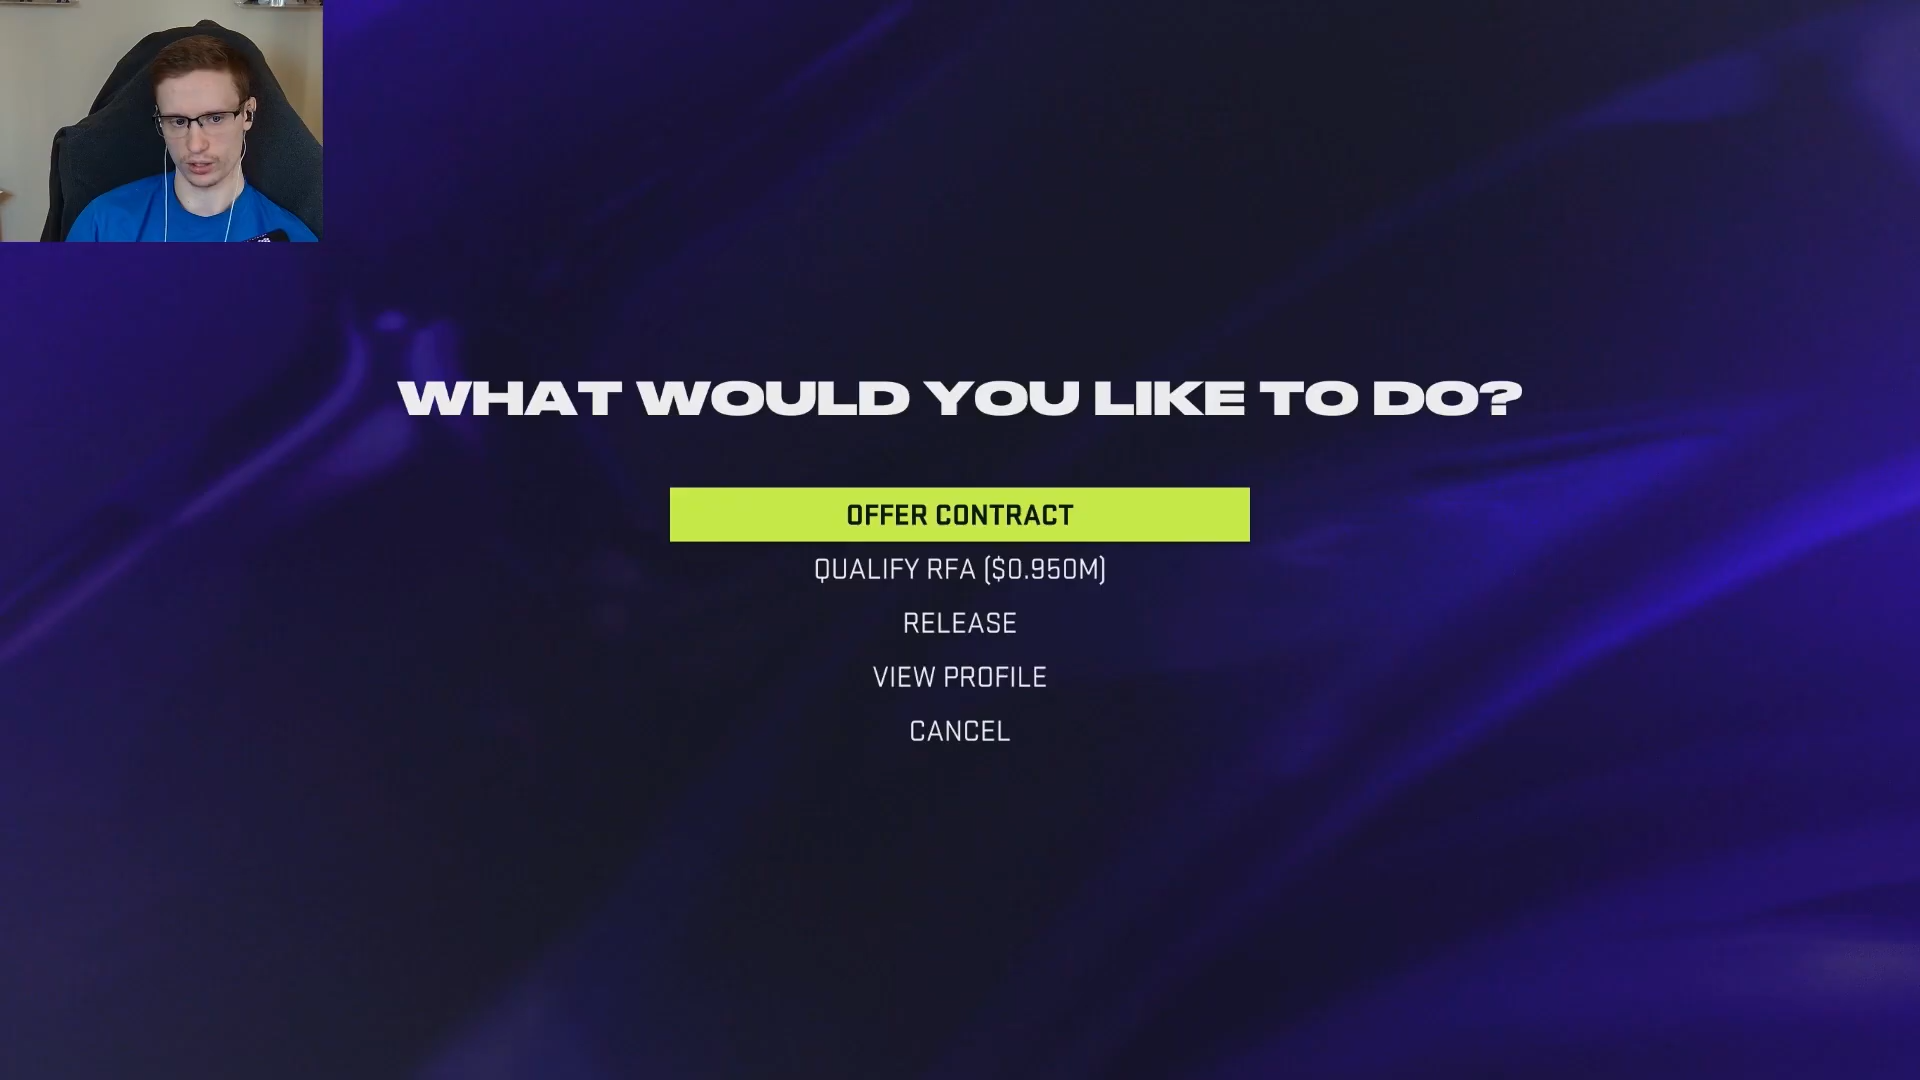 WHAT WOULD YOU LIKE TO DO?
OFFER CONTRACT
QUALIFY RFA ($0.950M)
RELEASE
VIEW PROFILE
CANCEL